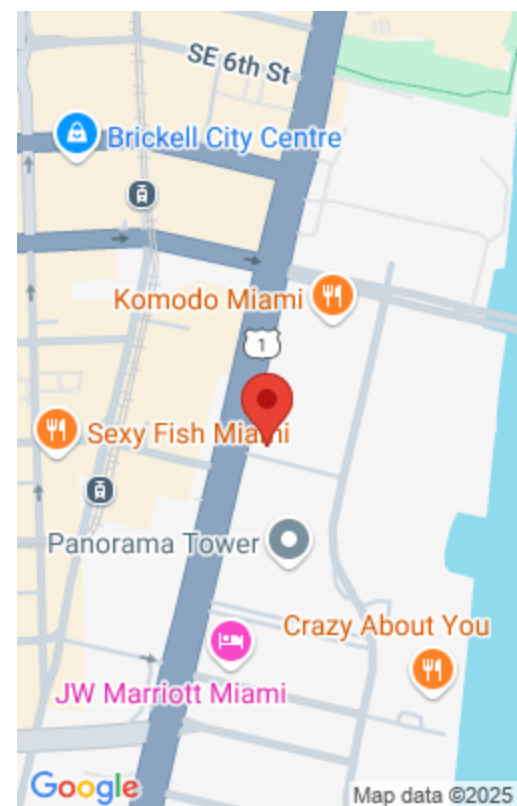 SE 6th St
Brickell City Centre
Komodo Miami
1
Sexy Fish Miami
Panorama Tower
Crazy About You
JW Marriott Miami
Google
Map data ©2025